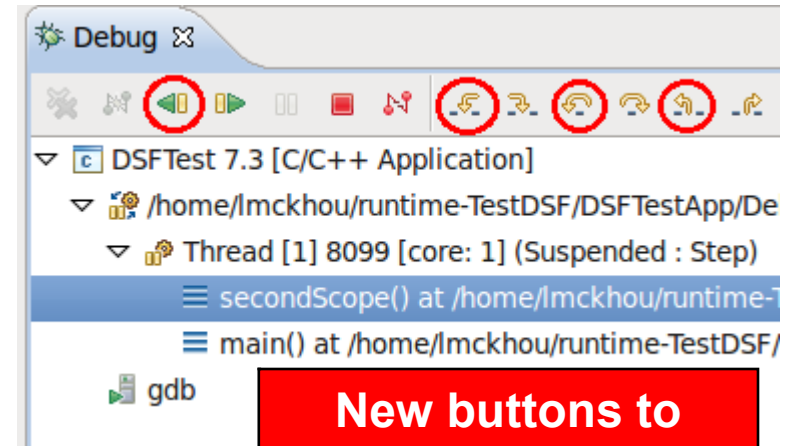 Debug
DSFTest 7.3 [C/C++ Application]
/home/lmckhou/runtime-TestDSF/DSFTestApp/De
Thread [1] 8099 [core: 1] (Suspended : Step)
secondScope() at /home/lmckhou/runtime-
main() at /home/lmckhou/runtime-TestDSF/
gdb
New buttons to